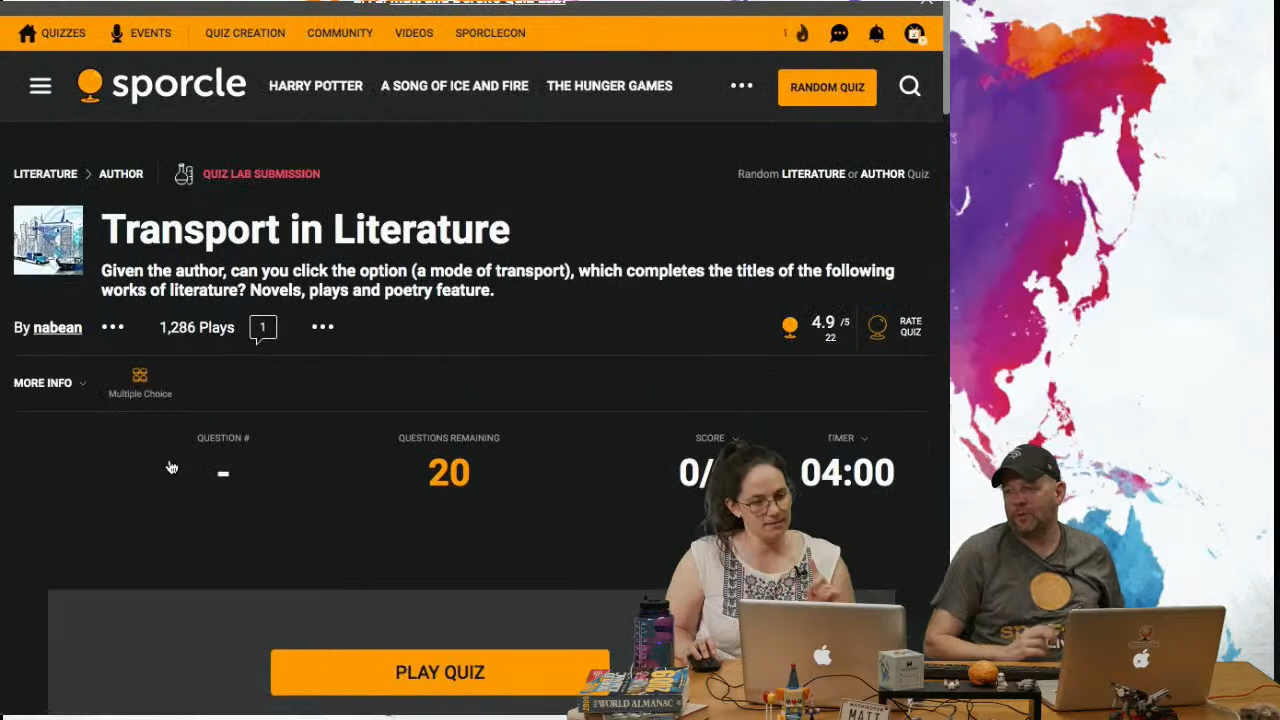 QUIZZES
EVENTS
QUIZ CREATION
COMMUNITY
VIDEOS
SPORCLECON
1
sporcle
HARRY POTTER
A SONG OF ICE AND FIRE
THE HUNGER GAMES
RANDOM QUIZ
LITERATURE > AUTHOR
QUIZ LAB SUBMISSION
Random LITERATURE or AUTHOR Quiz
Transport in Literature
Given the author, can you click the option (a mode of transport), which completes the titles of the following
works of literature? Novels, plays and poetry feature.
By nabean
1,286 Plays
1
4.9 /5
22
RATE
QUIZ
MORE INFO
Multiple Choice
QUESTION #
-
QUESTIONS REMAINING
20
SCORE
0/
TIMER
04:00
PLAY QUIZ
WORLD ALMANAC
WASHINGTON
MATT